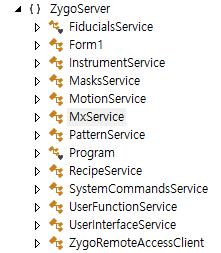 { } ZygoServer
FiducialsService
Form1
InstrumentService
MasksService
MotionService
MxService
PatternService
Program
RecipeService
SystemCommandsService
UserFunctionService
UserInterfaceService
ZygoRemoteAccessClient